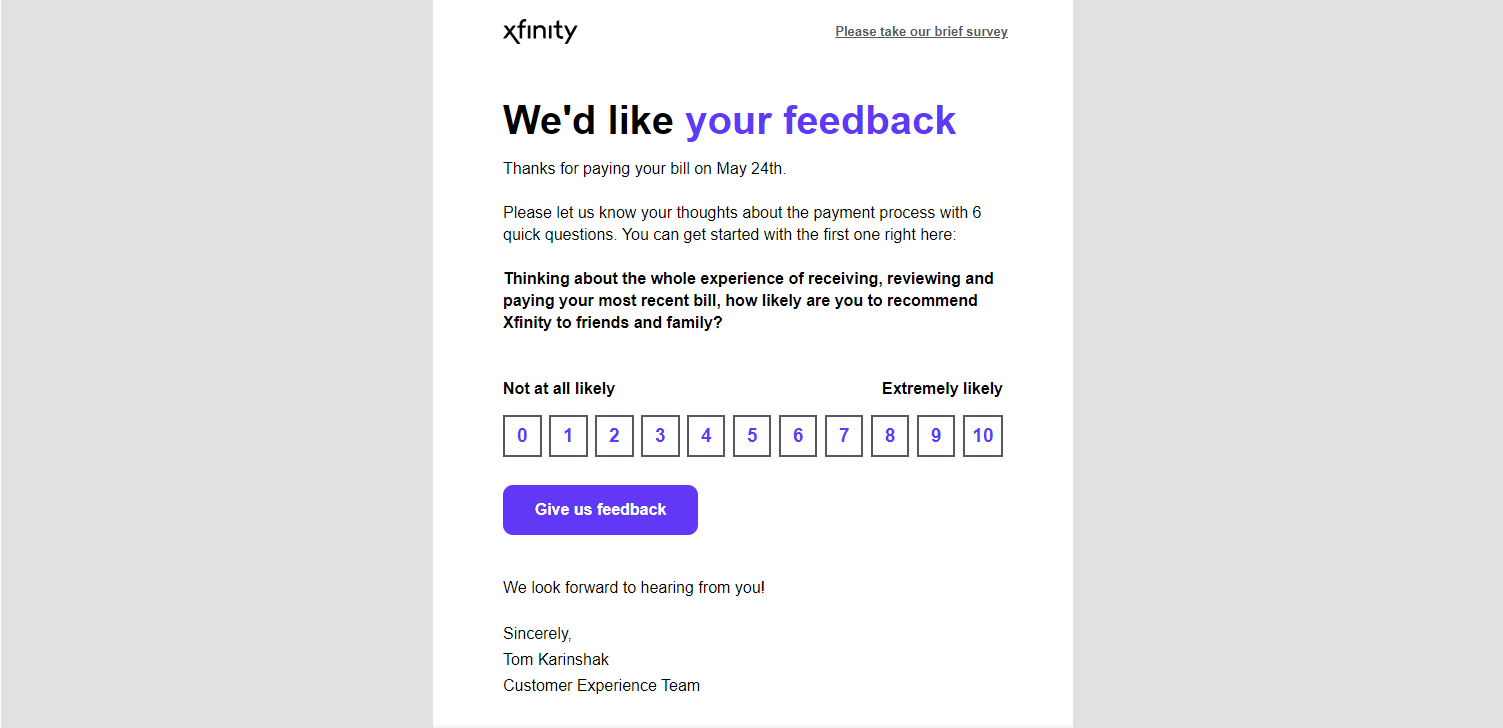 xfinity
Please take our brief survey
We'd like your feedback
Thanks for paying your bill on May 24th.
Please let us know your thoughts about the payment process with 6
quick questions. You can get started with the first one right here:
Thinking about the whole experience of receiving, reviewing and
paying your most recent bill, how likely are you to recommend
Xfinity to friends and family?
Not at all likely Extremely likely
0 1 2 3 4 5 6 7 8 9 10
Give us feedback
We look forward to hearing from you!
Sincerely,
Tom Karinshak
Customer Experience Team